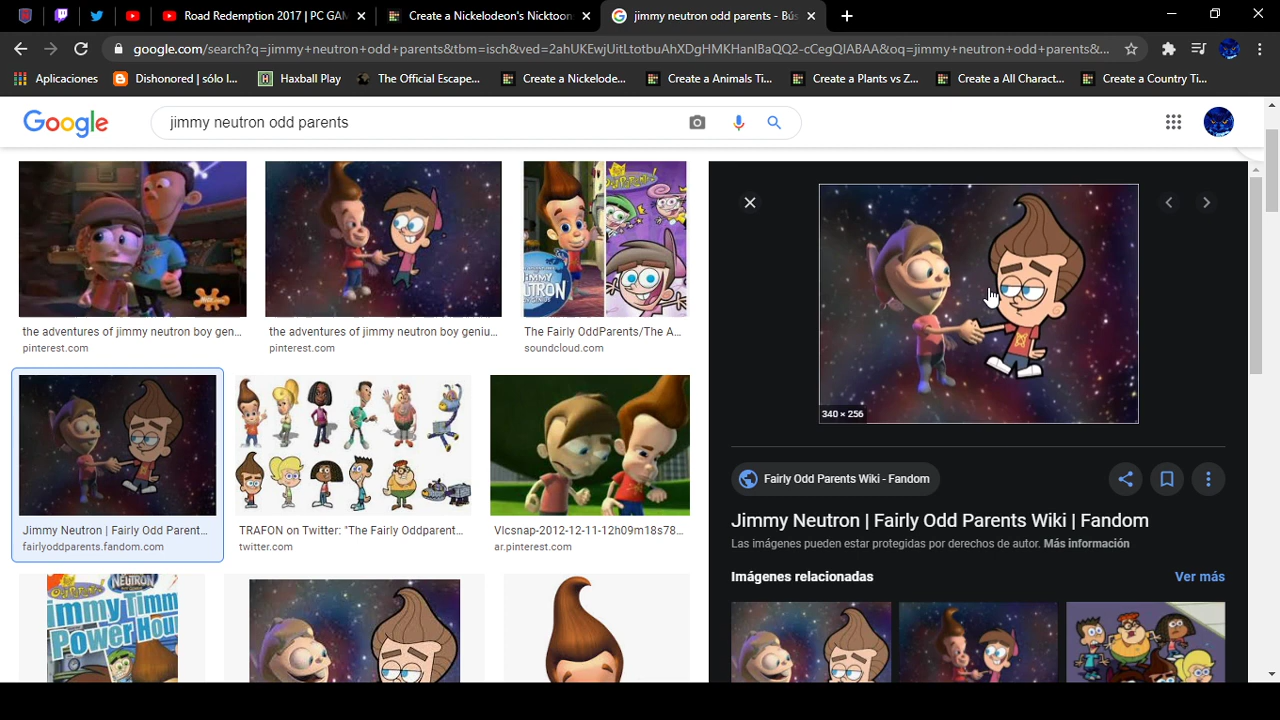 Road Redemption 2017 | PC GAM
Create a Nickelodeon's Nicktoon
jimmy neutron odd parents - Bús
google.com/search?q=jimmy+neutron+odd+parents&tbm=isch&ved=2ahUKEwjUitLtotbuAhXDgHMKHanlBaQQ2-cCegQIABAA&oq=jimmy+neutron+odd+parents&...
Aplicaciones
Dishonored | sólo l...
Haxball Play
The Official Escape...
Create a Nickelode...
Create a Animals Ti...
Create a Plants vs Z...
Create a All Charact...
Create a Country Ti...
Google
jimmy neutron odd parents
the adventures of jimmy neutron boy gen...
pinterest.com
the adventures of jimmy neutron boy geniu...
pinterest.com
JIMMY
The Fairly OddParents/The A...
soundcloud.com
Jimmy Neutron | Fairly Odd Parent...
fairlyoddparents.fandom.com
TRAFON on Twitter: "The Fairly Oddparent...
twitter.com
Vlcsnap-2012-12-11-12h09m18s78...
ar.pinterest.com
NEUTRON
Power Hou
340 × 256
Fairly Odd Parents Wiki - Fandom
Jimmy Neutron | Fairly Odd Parents Wiki | Fandom
Las imágenes pueden estar protegidas por derechos de autor. Más información
Imágenes relacionadas
Ver más